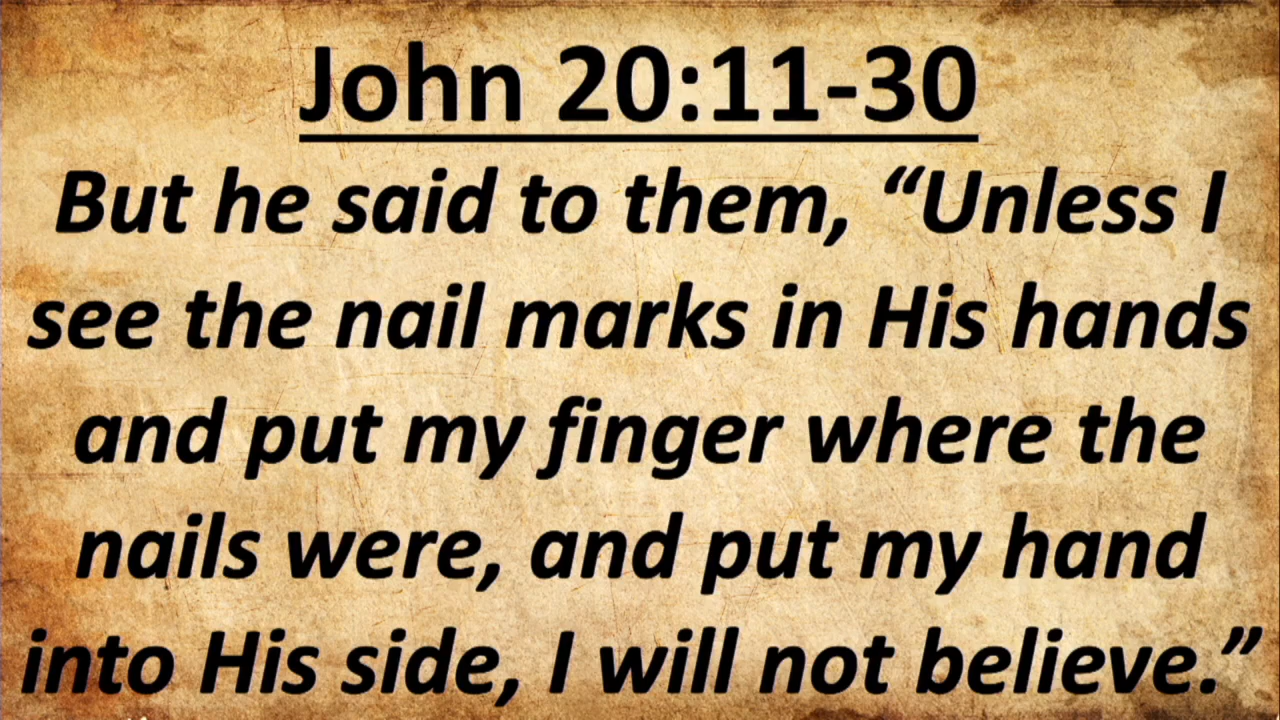 John 20:11-30
But he said to them, “Unless I
see the nail marks in His hands
and put my finger where the
nails were, and put my hand
into His side, I will not believe.”